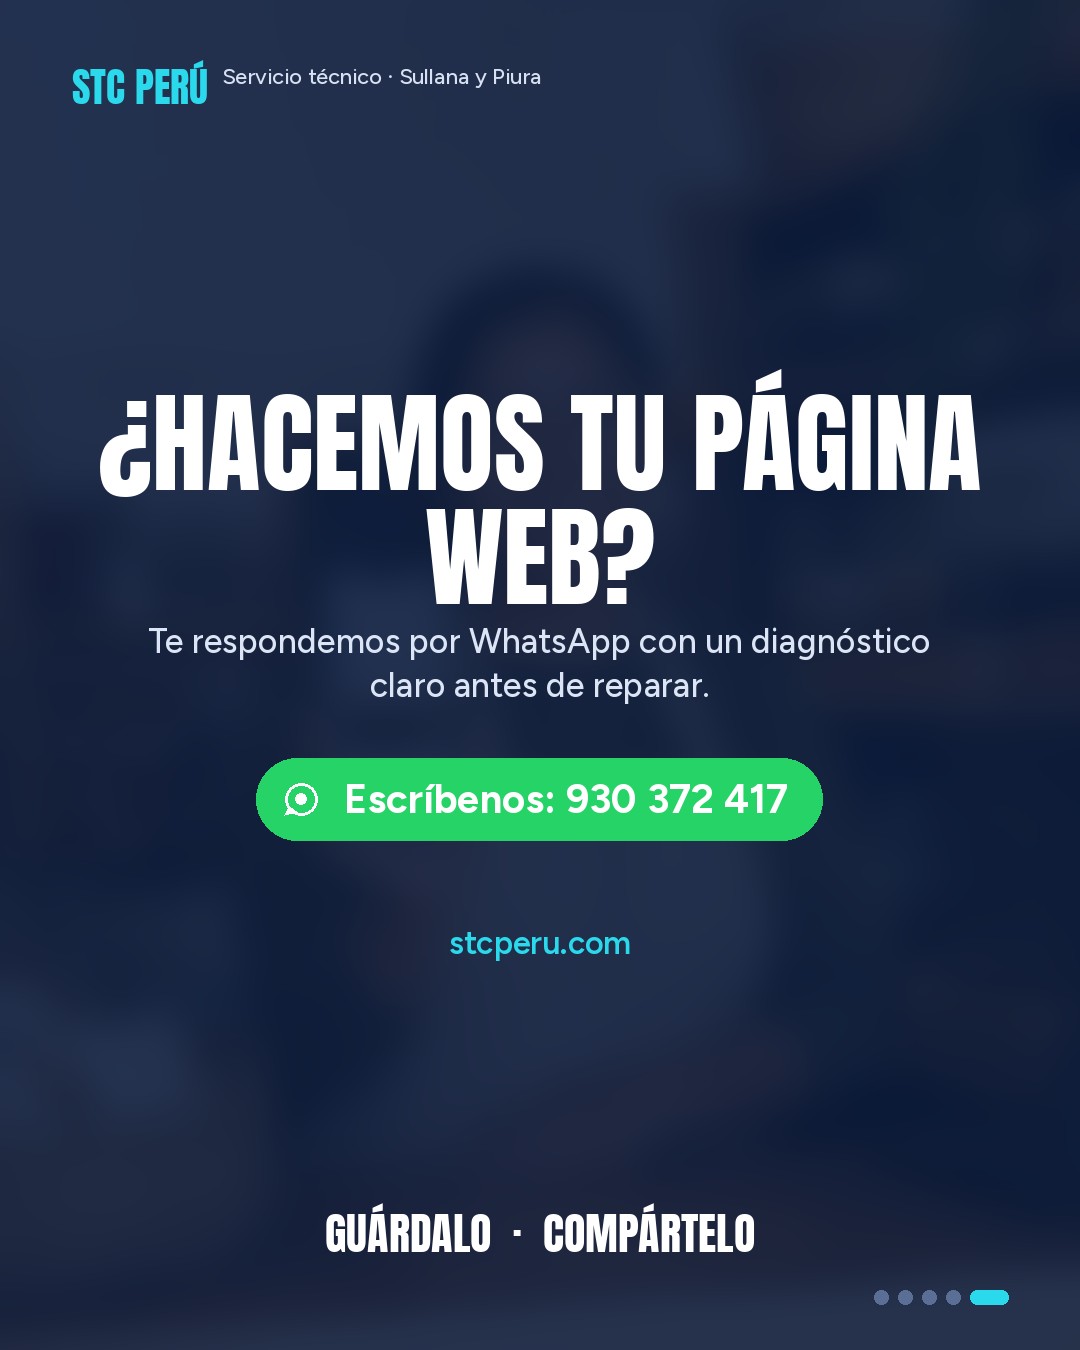 STC PERÚ Servicio técnico · Sullana y Piura
¿HACEMOS TU PÁGINA
WEB?
Te respondemos por WhatsApp con un diagnóstico
claro antes de reparar.
Escríbenos: 930 372 417
stcperu.com
GUÁRDALO · COMPÁRTELO